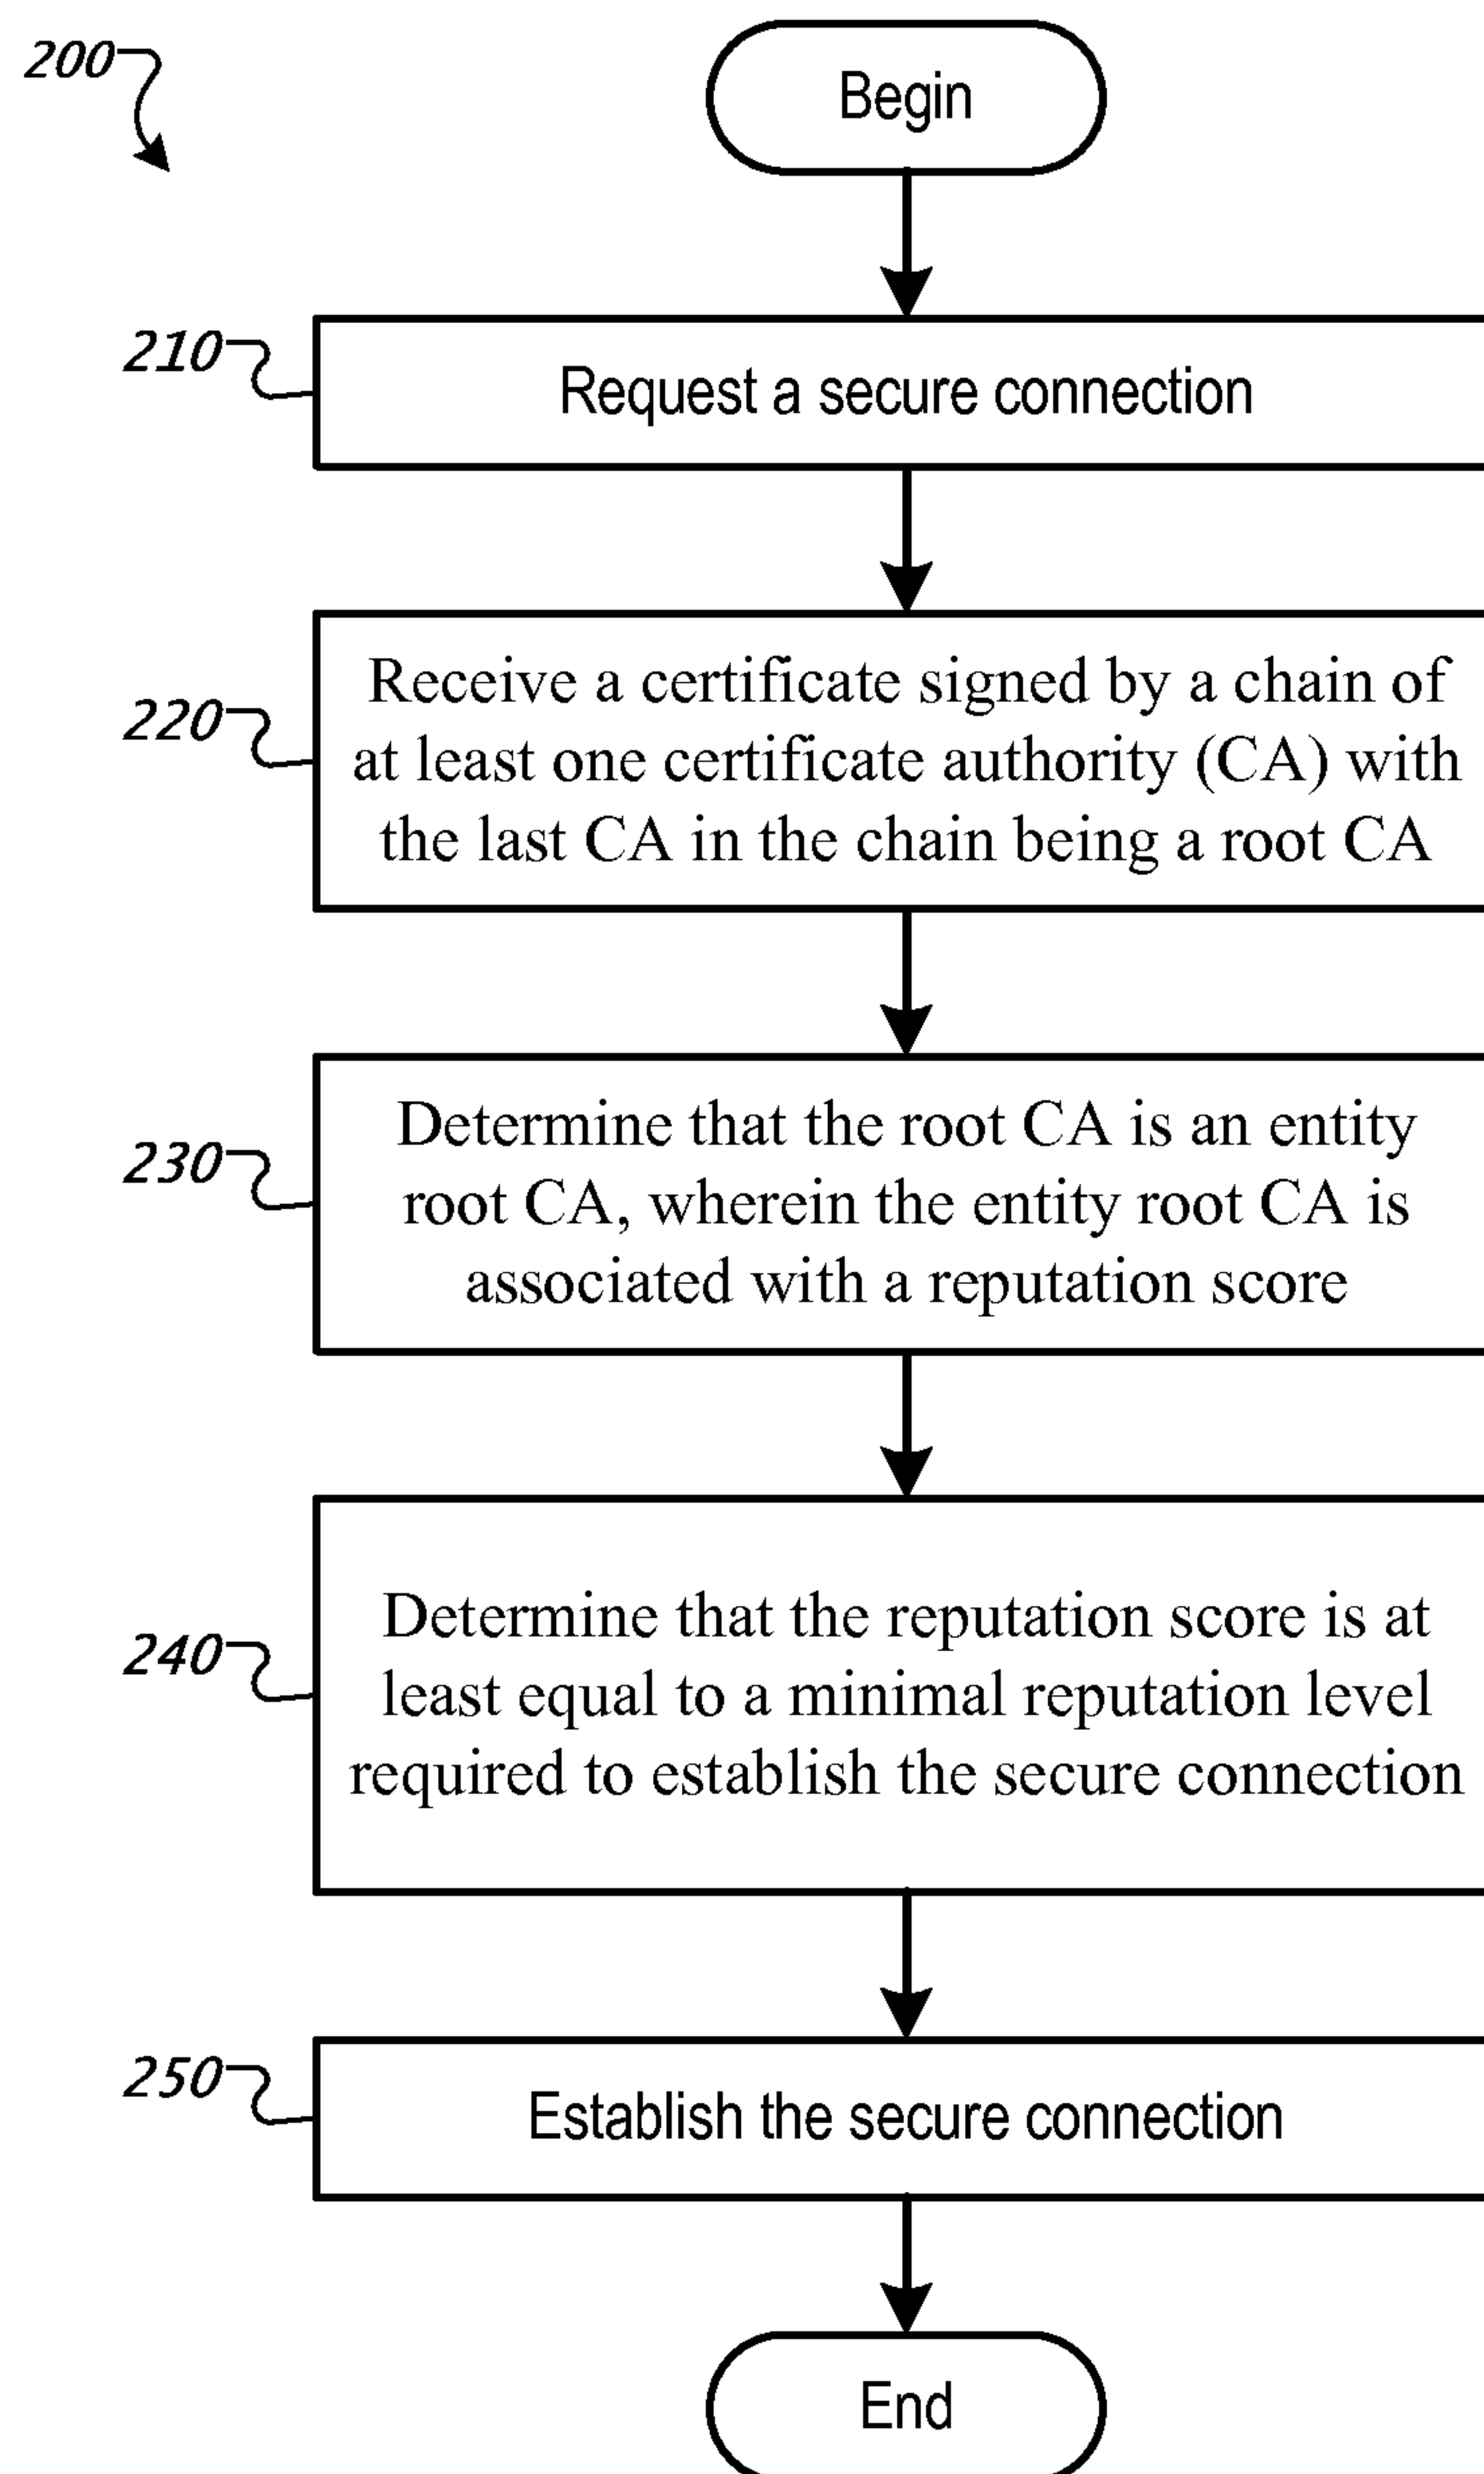 200
Begin
210
Request a secure connection
220
Receive a certificate signed by a chain of
at least one certificate authority (CA) with
the last CA in the chain being a root CA
230
Determine that the root CA is an entity
root CA, wherein the entity root CA is
associated with a reputation score
240
Determine that the reputation score is at
least equal to a minimal reputation level
required to establish the secure connection
250
Establish the secure connection
End